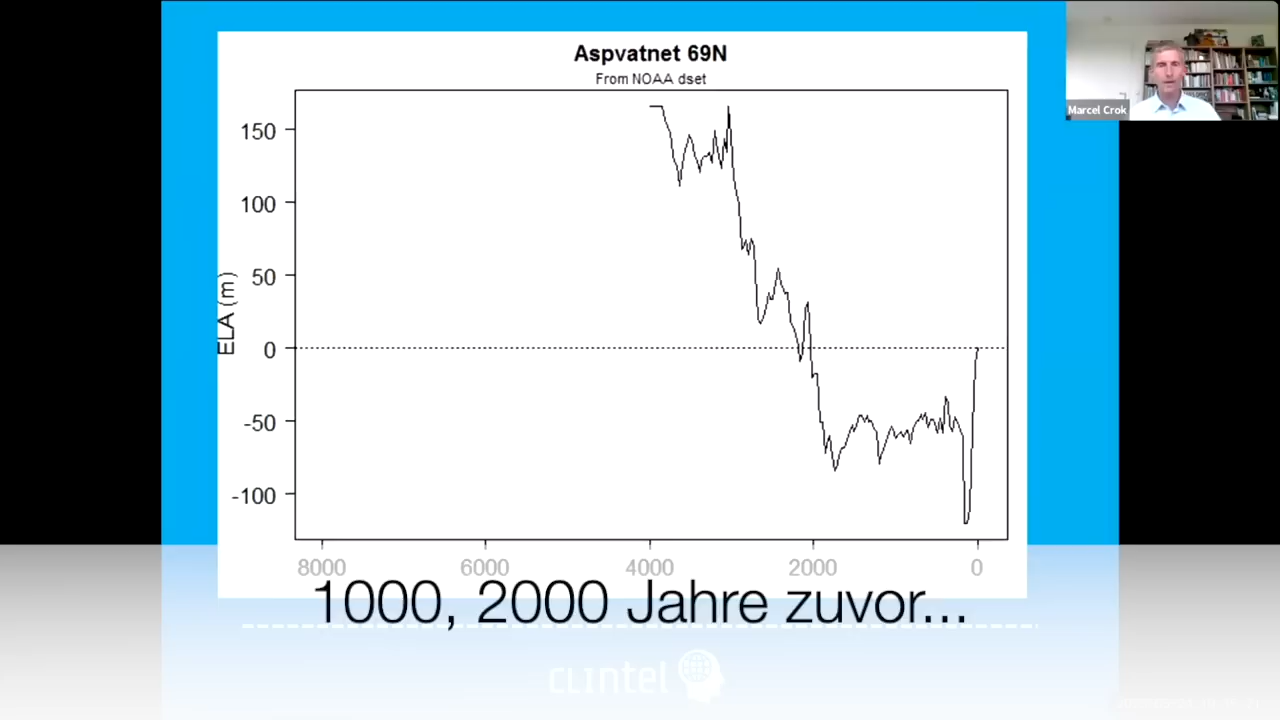 Aspvatnet 69N
From NOAA dset
Marcel Crok
ELA (m)
150
100
50
0
-50
-100
8000 6000 4000 2000 0
1000, 2000 Jahre zuvor...
CLINTEL